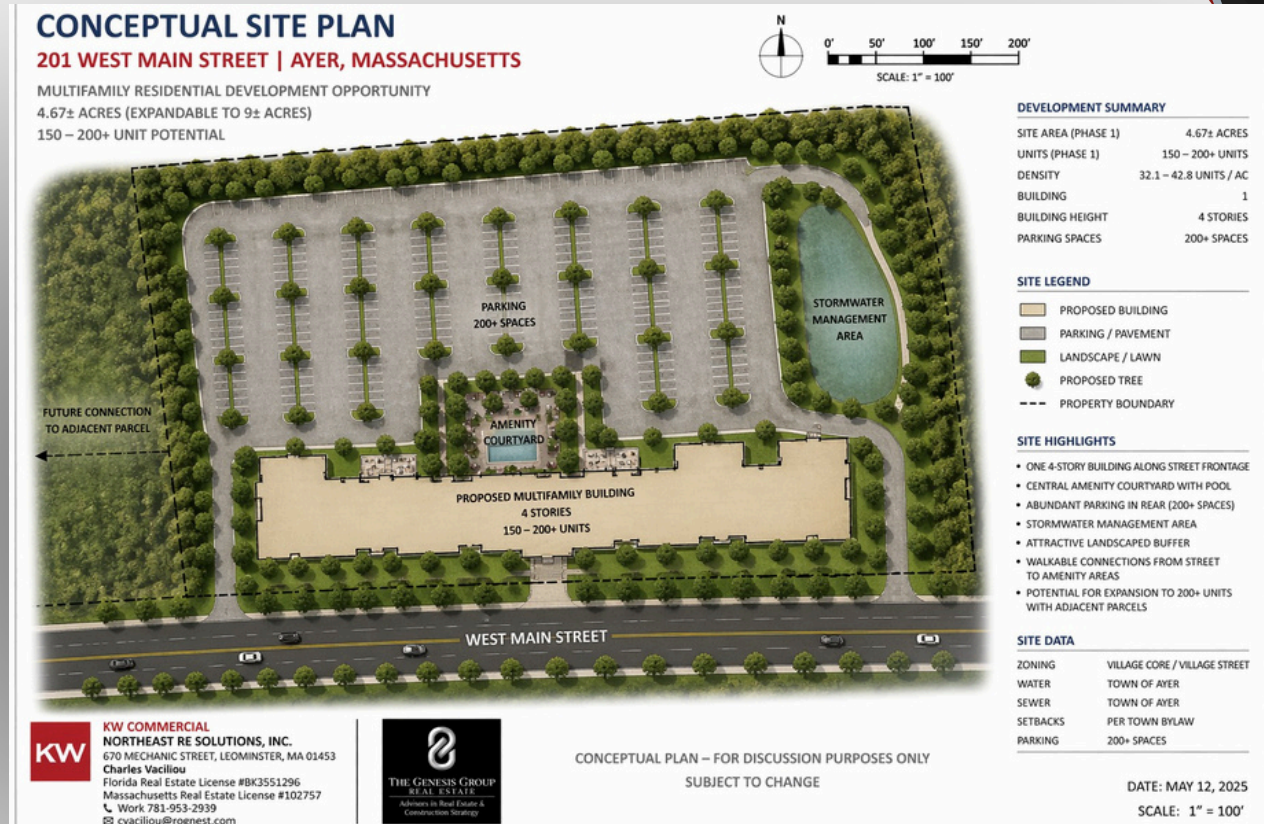 CONCEPTUAL SITE PLAN
201 WEST MAIN STREET | AYER, MASSACHUSETTS
MULTIFAMILY RESIDENTIAL DEVELOPMENT OPPORTUNITY
4.67± ACRES (EXPANDABLE TO 9± ACRES)
150 – 200+ UNIT POTENTIAL
N
0' 50' 100' 150' 200'
SCALE: 1" = 100'
PARKING
200+ SPACES
STORMWATER
MANAGEMENT
AREA
FUTURE CONNECTION
TO ADJACENT PARCEL
AMENITY
COURTYARD
PROPOSED MULTIFAMILY BUILDING
4 STORIES
150 – 200+ UNITS
WEST MAIN STREET
DEVELOPMENT SUMMARY
SITE AREA (PHASE 1) 4.67± ACRES
UNITS (PHASE 1) 150 – 200+ UNITS
DENSITY 32.1 – 42.8 UNITS / AC
BUILDING 1
BUILDING HEIGHT 4 STORIES
PARKING SPACES 200+ SPACES
SITE LEGEND
PROPOSED BUILDING
PARKING / PAVEMENT
LANDSCAPE / LAWN
PROPOSED TREE
PROPERTY BOUNDARY
SITE HIGHLIGHTS
• ONE 4-STORY BUILDING ALONG STREET FRONTAGE
• CENTRAL AMENITY COURTYARD WITH POOL
• ABUNDANT PARKING IN REAR (200+ SPACES)
• STORMWATER MANAGEMENT AREA
• ATTRACTIVE LANDSCAPED BUFFER
• WALKABLE CONNECTIONS FROM STREET
TO AMENITY AREAS
• POTENTIAL FOR EXPANSION TO 200+ UNITS
WITH ADJACENT PARCELS
SITE DATA
ZONING VILLAGE CORE / VILLAGE STREET
WATER TOWN OF AYER
SEWER TOWN OF AYER
SETBACKS PER TOWN BYLAW
PARKING 200+ SPACES
KW
KW COMMERCIAL
NORTHEAST RE SOLUTIONS, INC.
670 MECHANIC STREET, LEOMINSTER, MA 01453
Charles Vaciliou
Florida Real Estate License #BK3551296
Massachusetts Real Estate License #102757
Work 781-953-2939
cvaciliou@rognest.com
THE GENESIS GROUP
REAL ESTATE
Advisors in Real Estate &
Construction Strategy
CONCEPTUAL PLAN – FOR DISCUSSION PURPOSES ONLY
SUBJECT TO CHANGE
DATE: MAY 12, 2025
SCALE: 1" = 100'